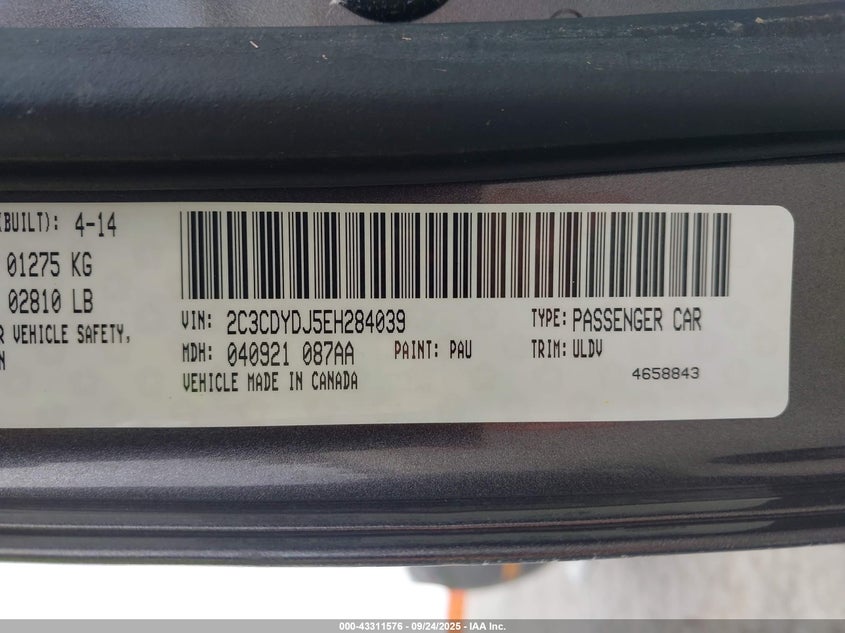 (BUILT): 4-14
01275 KG
02810 LB
VEHICLE SAFETY,
VIN: 2C3CDYDJ5EH284039
TYPE: PASSENGER CAR
MDH: 040921 087AA
PAINT: PAU
TRIM: ULDV
VEHICLE MADE IN CANADA
4658843
000-43311576 - 09/24/2025 - IAA Inc.